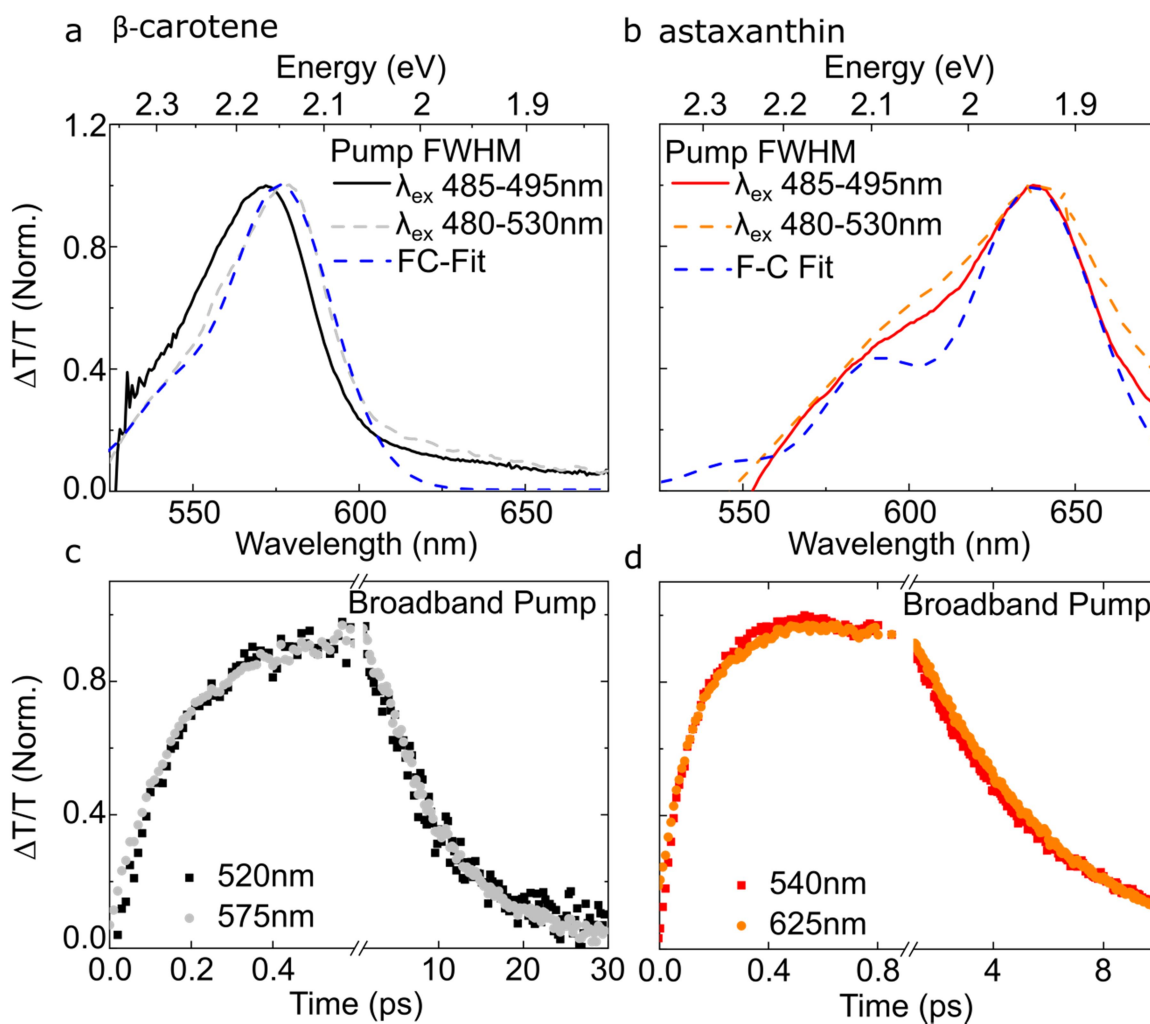 a β-carotene
Energy (eV)
2.3 2.2 2.1 2 1.9
1.2
0.8
0.4
0.0
ΔT/T (Norm.)
Pump FWHM
λex 485-495nm
λex 480-530nm
FC-Fit
550 600 650
Wavelength (nm)
b astaxanthin
Energy (eV)
2.3 2.2 2.1 2 1.9
Pump FWHM
λex 485-495nm
λex 480-530nm
F-C Fit
550 600 650
Wavelength (nm)
c
Broadband Pump
0.8
0.4
0.0
ΔT/T (Norm.)
520nm
575nm
0.0 0.4 10 20 30
Time (ps)
d
Broadband Pump
540nm
625nm
0.0 0.4 0.8 4 8
Time (ps)